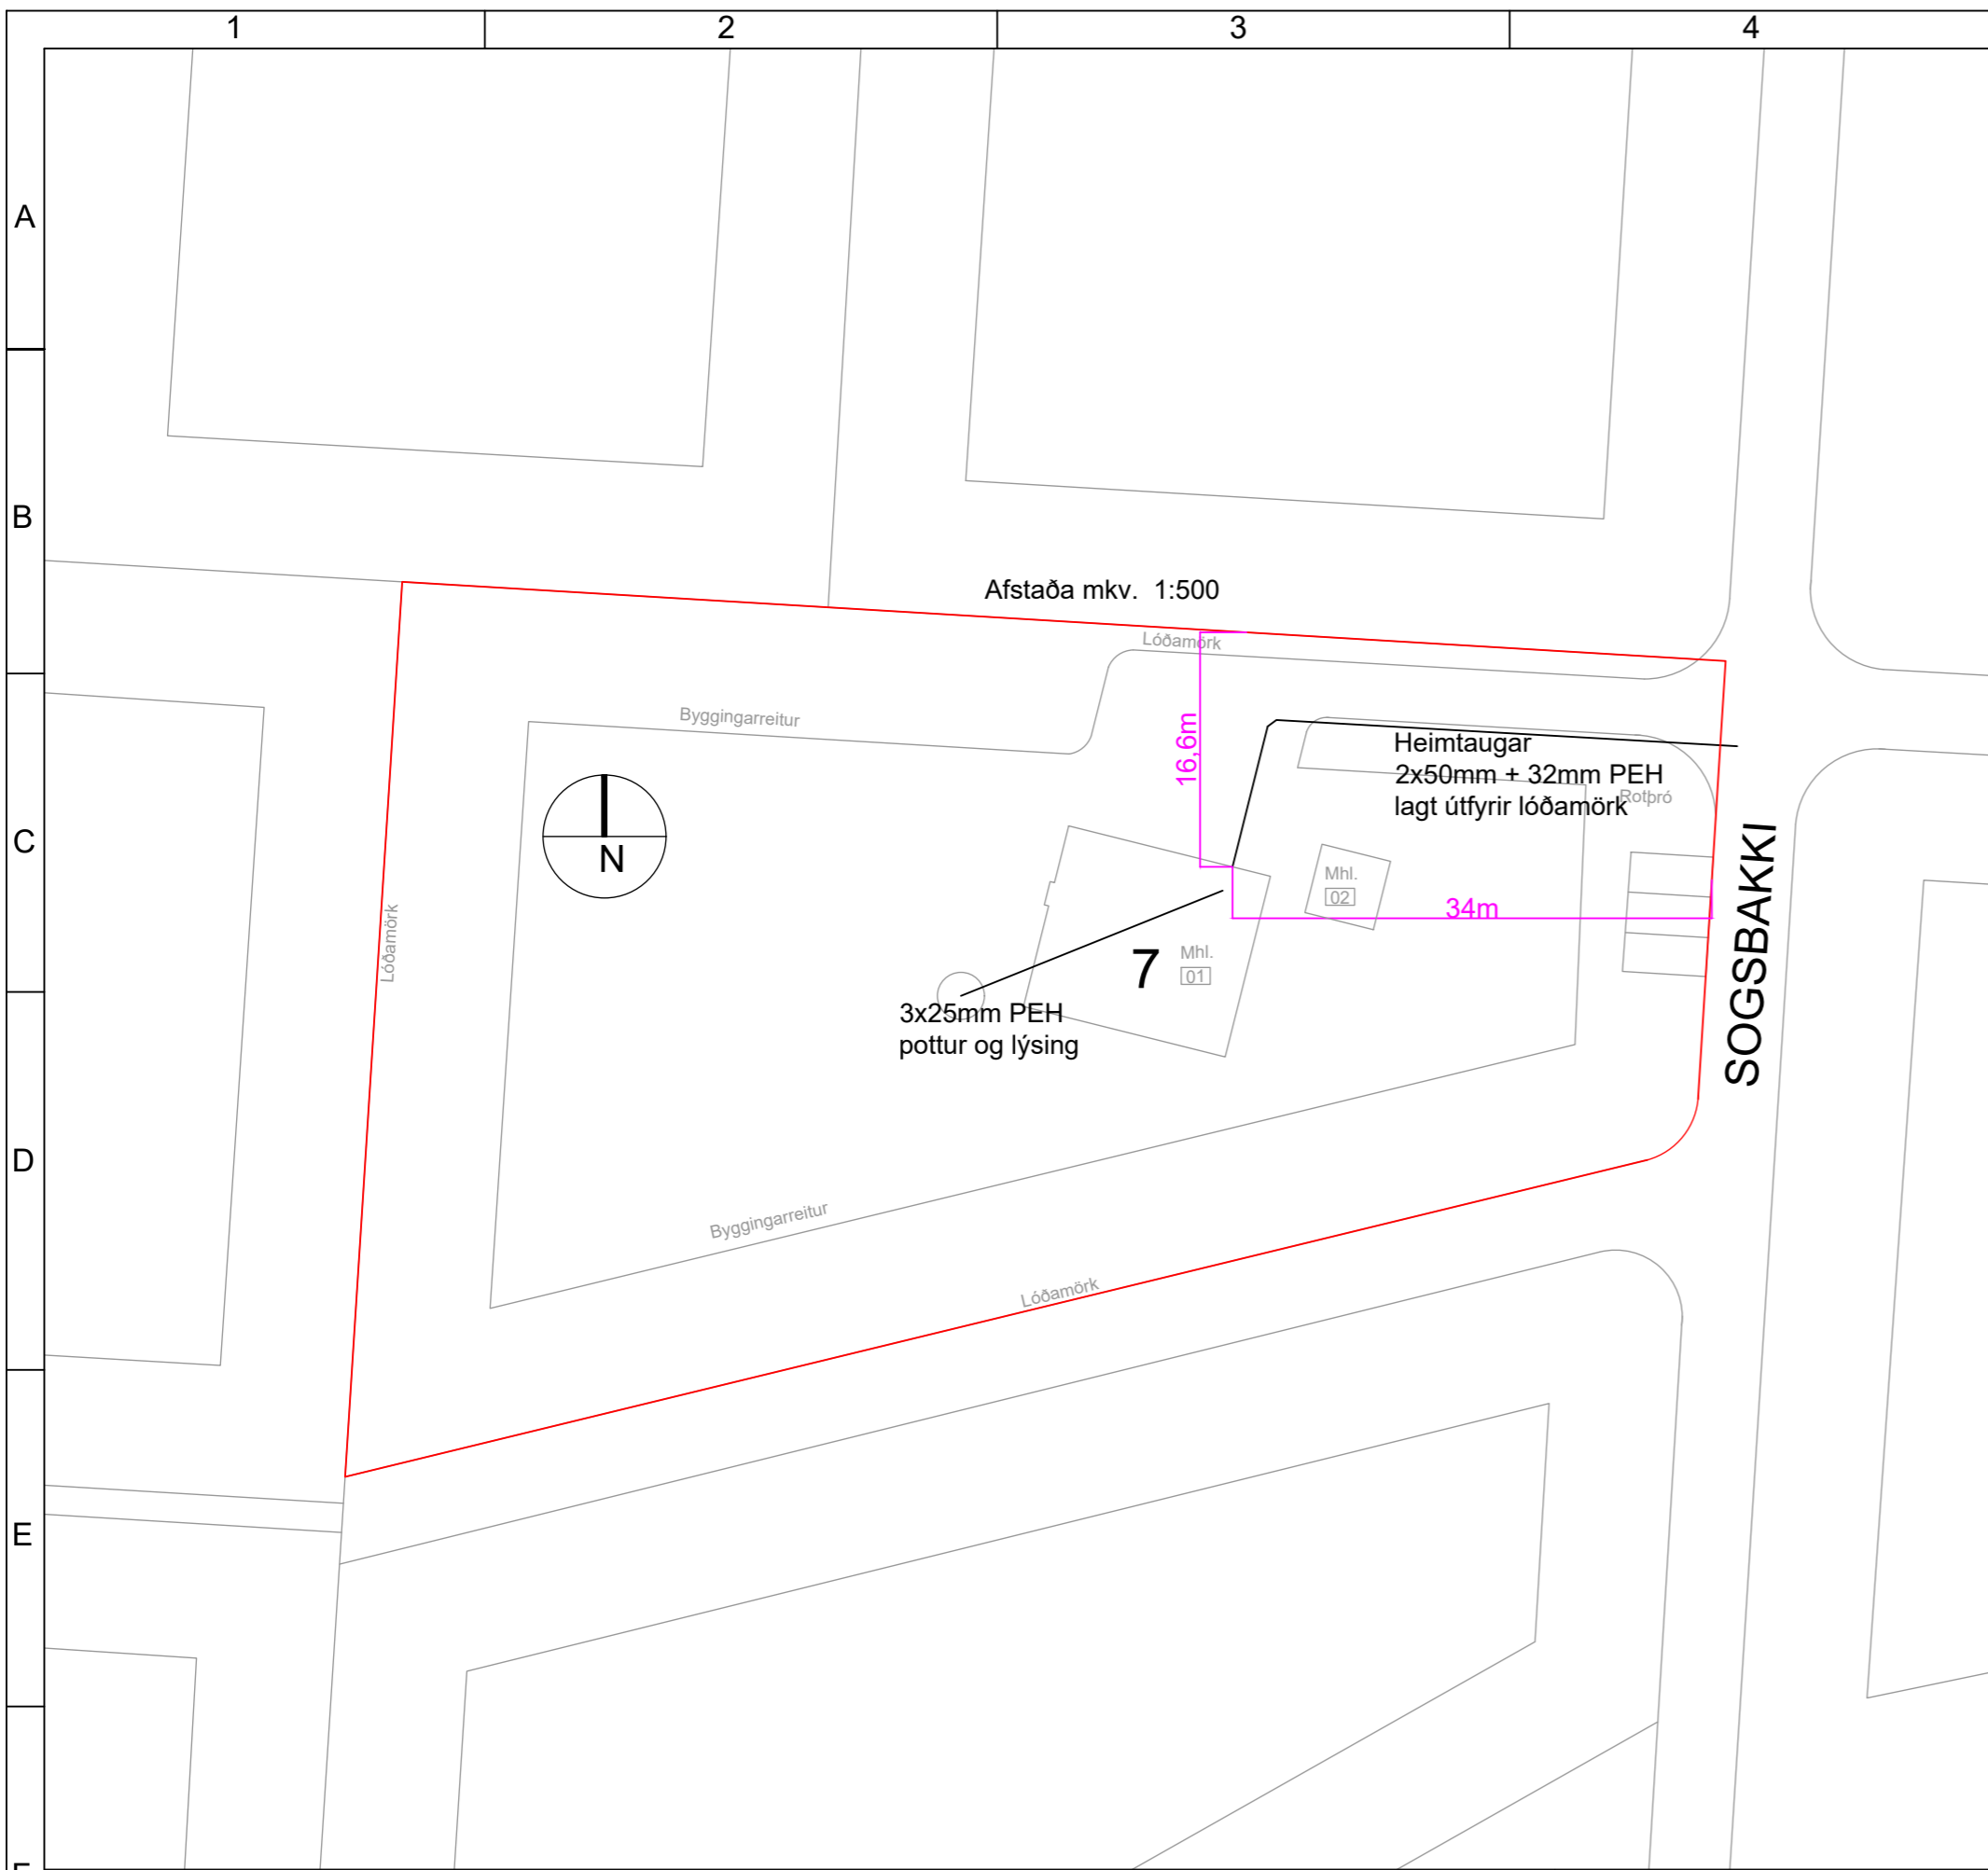 1
2
3
4
A
B
Afstaða mkv. 1:500
Lóðamörk
Byggingarreitur
16,6m
Heimtaugar
2x50mm + 32mm PEH
lagt útfyrir lóðamörk
Rotþró
C
N
Mhl.
02
34m
SOGSBAKKI
Lóðamörk
7
Mhl.
01
3x25mm PEH
pottur og lýsing
D
Byggingarreitur
Lóðamörk
E